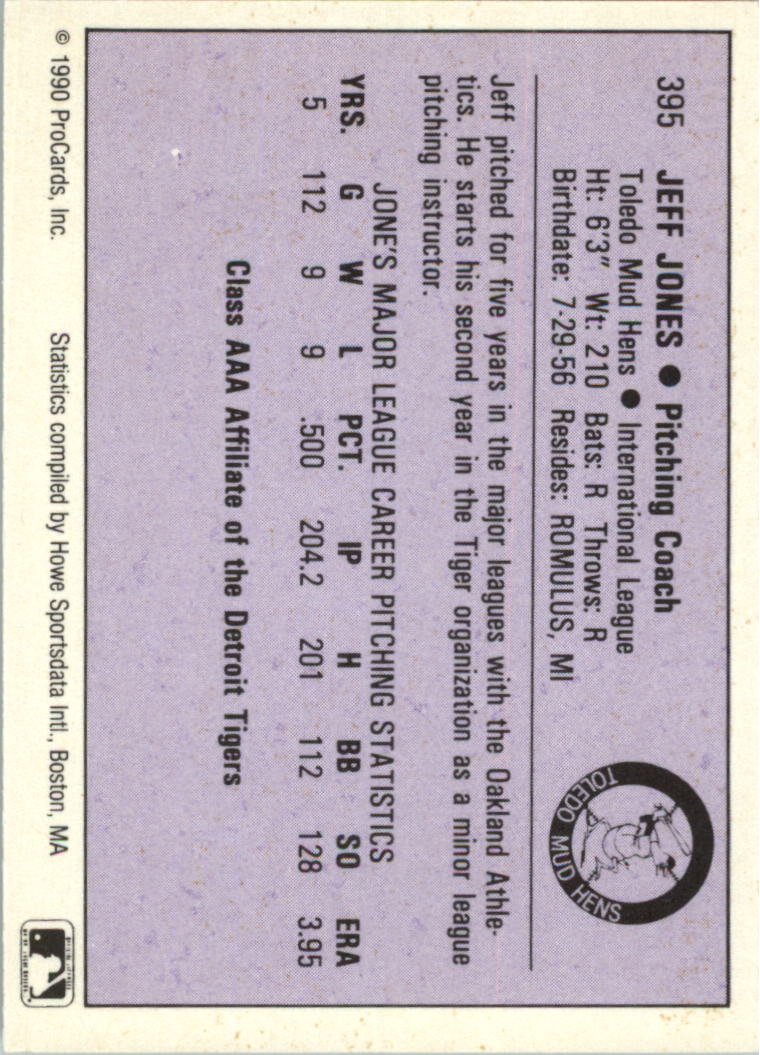 395 JEFF JONES ● Pitching Coach
Toledo Mud Hens ● International League
Ht: 6'3" Wt: 210 Bats: R Throws: R
Birthdate: 7-29-56 Resides: ROMULUS, MI
TOLEDO MUD HENS
Jeff pitched for five years in the major leagues with the Oakland Athle-
tics. He starts his second year in the Tiger organization as a minor league
pitching instructor.
JONE'S MAJOR LEAGUE CAREER PITCHING STATISTICS
YRS. G W L PCT. IP H BB SO ERA
5 112 9 9 .500 204.2 201 112 128 3.95
Class AAA Affiliate of the Detroit Tigers
© 1990 ProCards, Inc. Statistics compiled by Howe Sportsdata Intl., Boston, MA